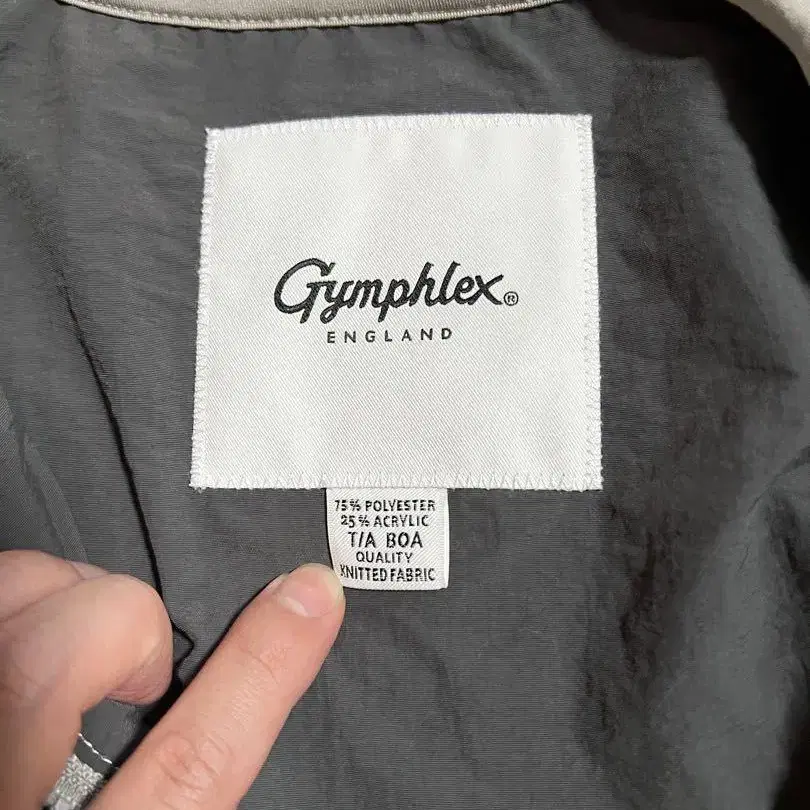 Gymphlex®
ENGLAND
75% POLYESTER
25% ACRYLIC
T/A BOA
QUALITY
KNITTED FABRIC